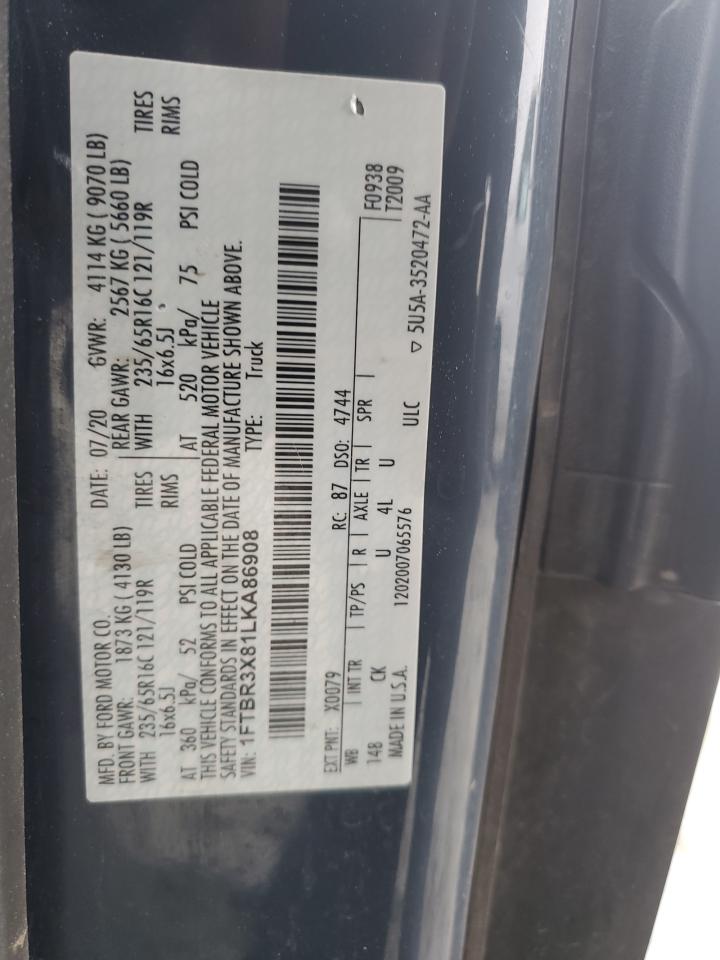 MFD. BY FORD MOTOR CO. DATE: 07/20 GVWR: 4114 KG ( 9070 LB)
FRONT GAWR: 1873 KG ( 4130 LB) REAR GAWR: 2567 KG ( 5660 LB)
WITH 235/65R16C 121/119R TIRES WITH 235/65R16C 121/119R TIRES
16x6.5J RIMS 16x6.5J RIMS
AT 360 kPa/ 52 PSI COLD AT 520 kPa/ 75 PSI COLD
THIS VEHICLE CONFORMS TO ALL APPLICABLE FEDERAL MOTOR VEHICLE
SAFETY STANDARDS IN EFFECT ON THE DATE OF MANUFACTURE SHOWN ABOVE.
VIN: 1FTBR3X81LKA86908 TYPE: Truck
EXT PNT: X0079 RC: 87 DSO: 4744
WB INT TR TP/PS R AXLE TR SPR F0938
148 CK U 4L U T2009
MADE IN U.S.A. 1202007065576 ULC ▽ 5U5A-3520472-AA